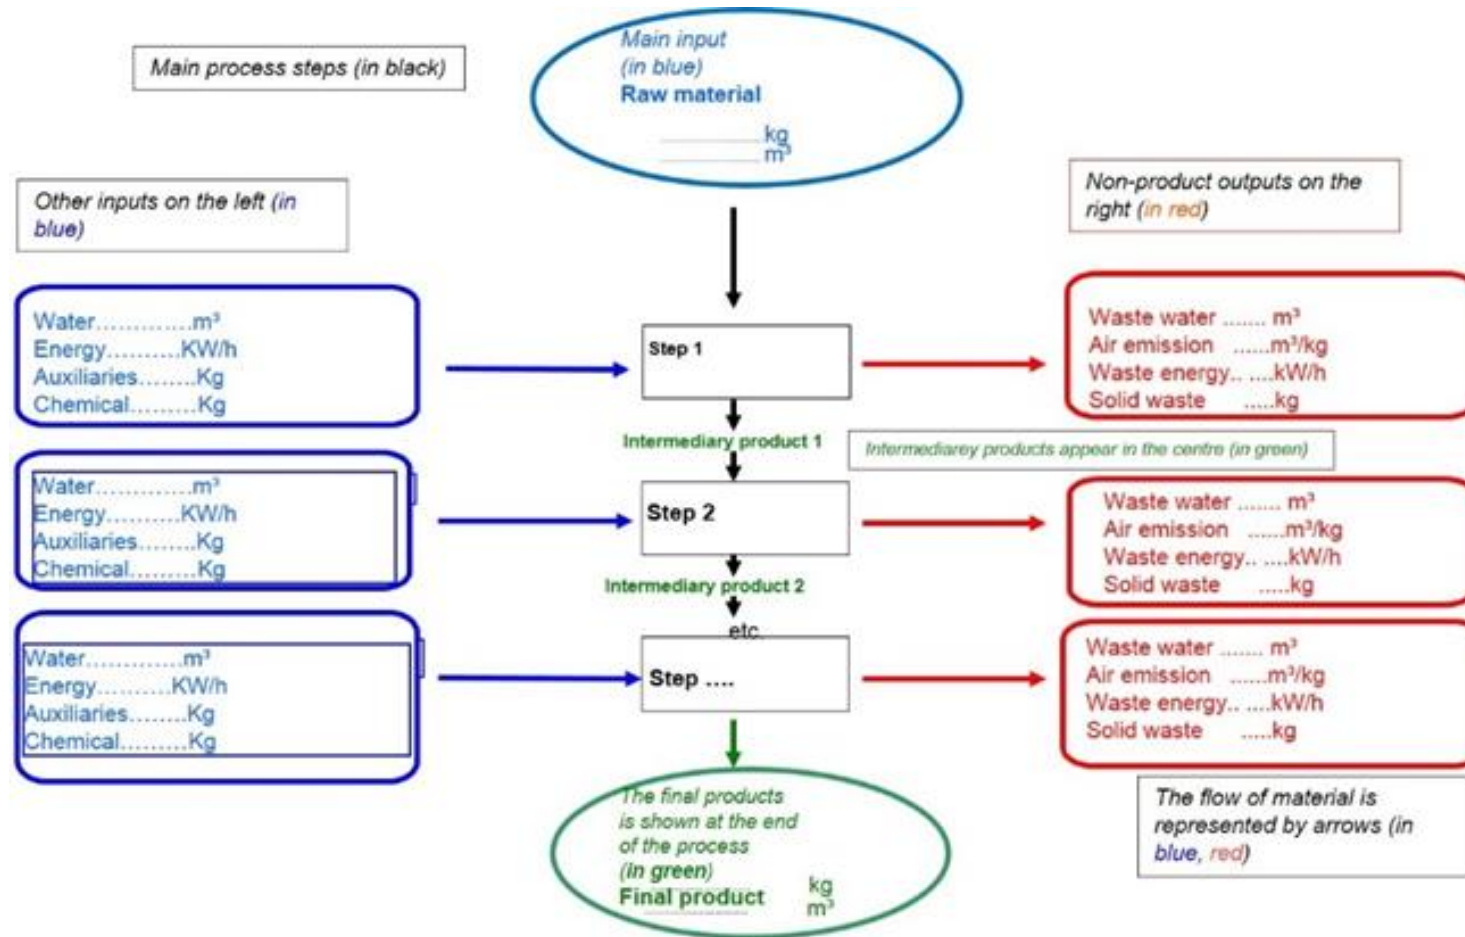 Main input
(in blue)
Raw material
.................... kg
.................... m³
Main process steps (in black)
Other inputs on the left (in
blue)
Non-product outputs on the
right (in red)
Water.............m³
Energy..........KW/h
Auxiliaries........Kg
Chemical.........Kg
Step 1
Waste water ....... m³
Air emission ......m³/kg
Waste energy.. ....kW/h
Solid waste .....kg
Intermediary product 1
Intermediarey products appear in the centre (in green)
Water.............m³
Energy..........KW/h
Auxiliaries........Kg
Chemical.........Kg
Step 2
Waste water ....... m³
Air emission ......m³/kg
Waste energy.. ....kW/h
Solid waste .....kg
Intermediary product 2
etc.
Water.............m³
Energy..........KW/h
Auxiliaries........Kg
Chemical.........Kg
Step ....
Waste water ....... m³
Air emission ......m³/kg
Waste energy.. ....kW/h
Solid waste .....kg
The final products
is shown at the end
of the process
(in green)
Final product
.................... kg
.................... m³
The flow of material is
represented by arrows (in
blue, red)